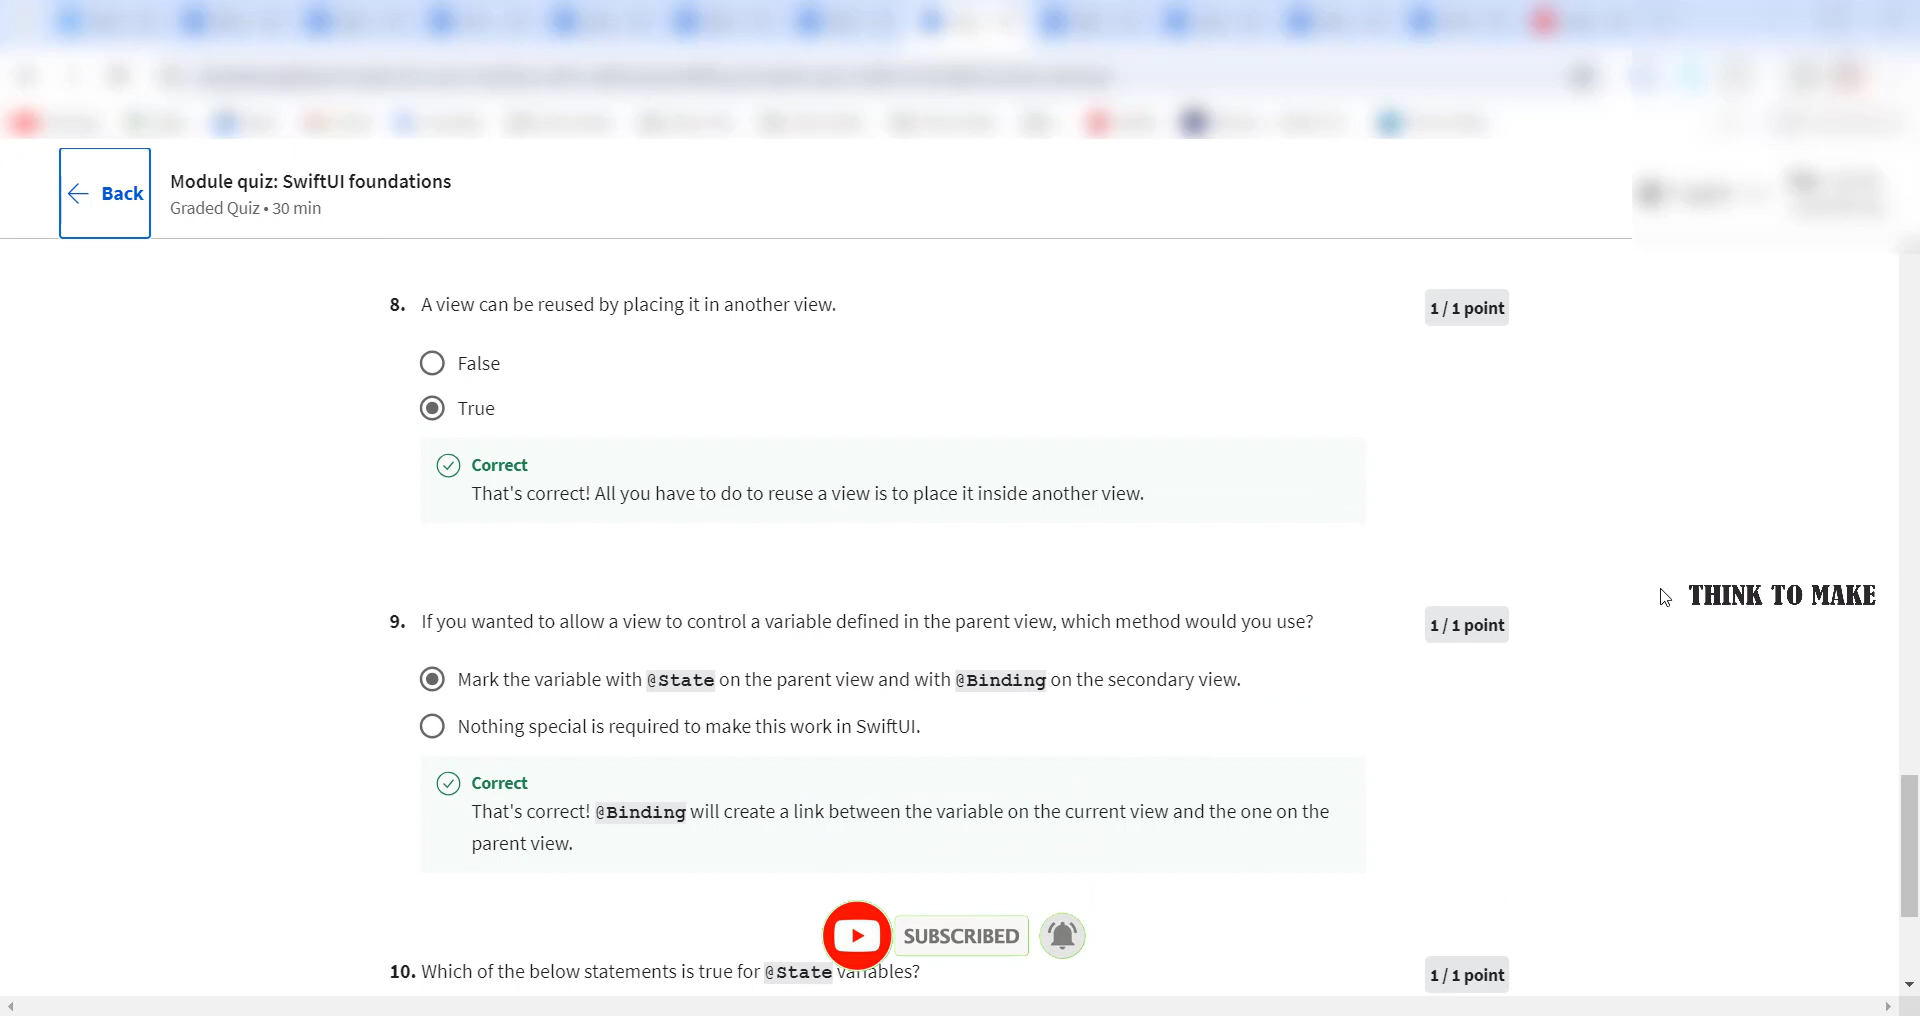 Back
Module quiz: SwiftUI foundations
Graded Quiz • 30 min
8. A view can be reused by placing it in another view.
1 / 1 point
False
True
Correct
That's correct! All you have to do to reuse a view is to place it inside another view.
THINK TO MAKE
9. If you wanted to allow a view to control a variable defined in the parent view, which method would you use?
1 / 1 point
Mark the variable with @State on the parent view and with @Binding on the secondary view.
Nothing special is required to make this work in SwiftUI.
Correct
That's correct! @Binding will create a link between the variable on the current view and the one on the
parent view.
SUBSCRIBED
10. Which of the below statements is true for @State variables?
1 / 1 point